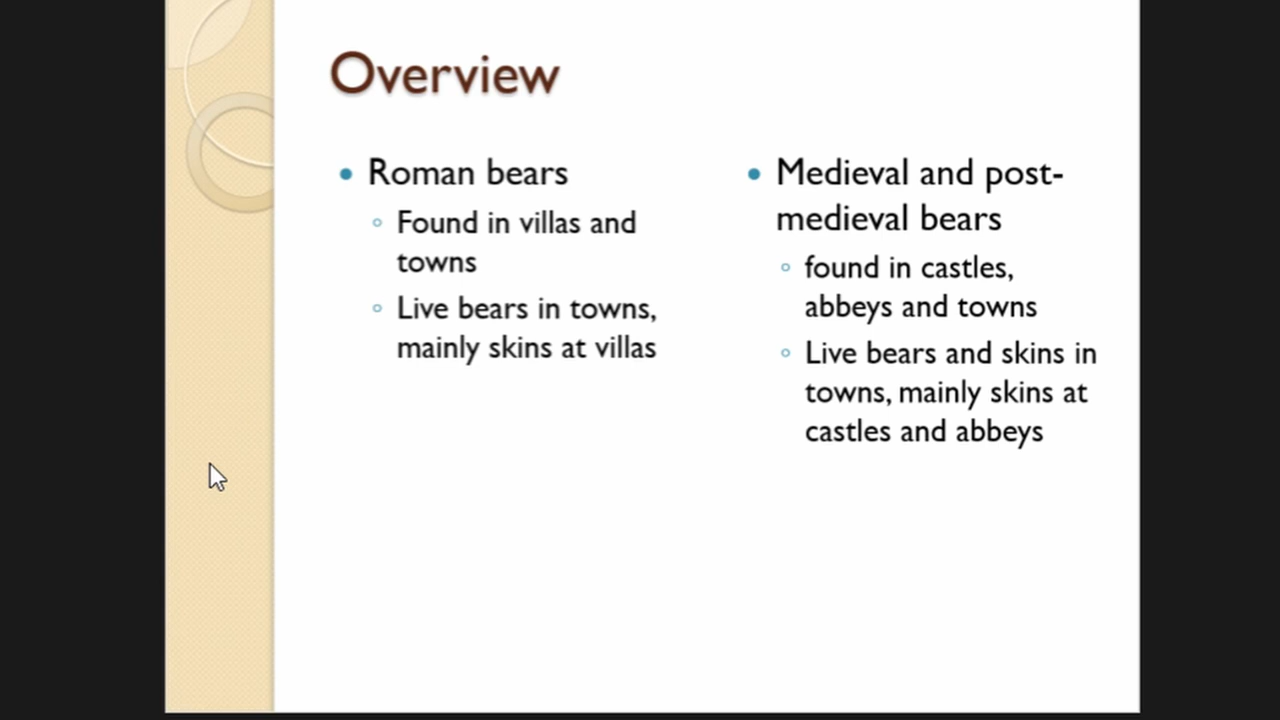 Overview
Roman bears
Found in villas and
towns
Live bears in towns,
mainly skins at villas
Medieval and post-
medieval bears
found in castles,
abbeys and towns
Live bears and skins in
towns, mainly skins at
castles and abbeys